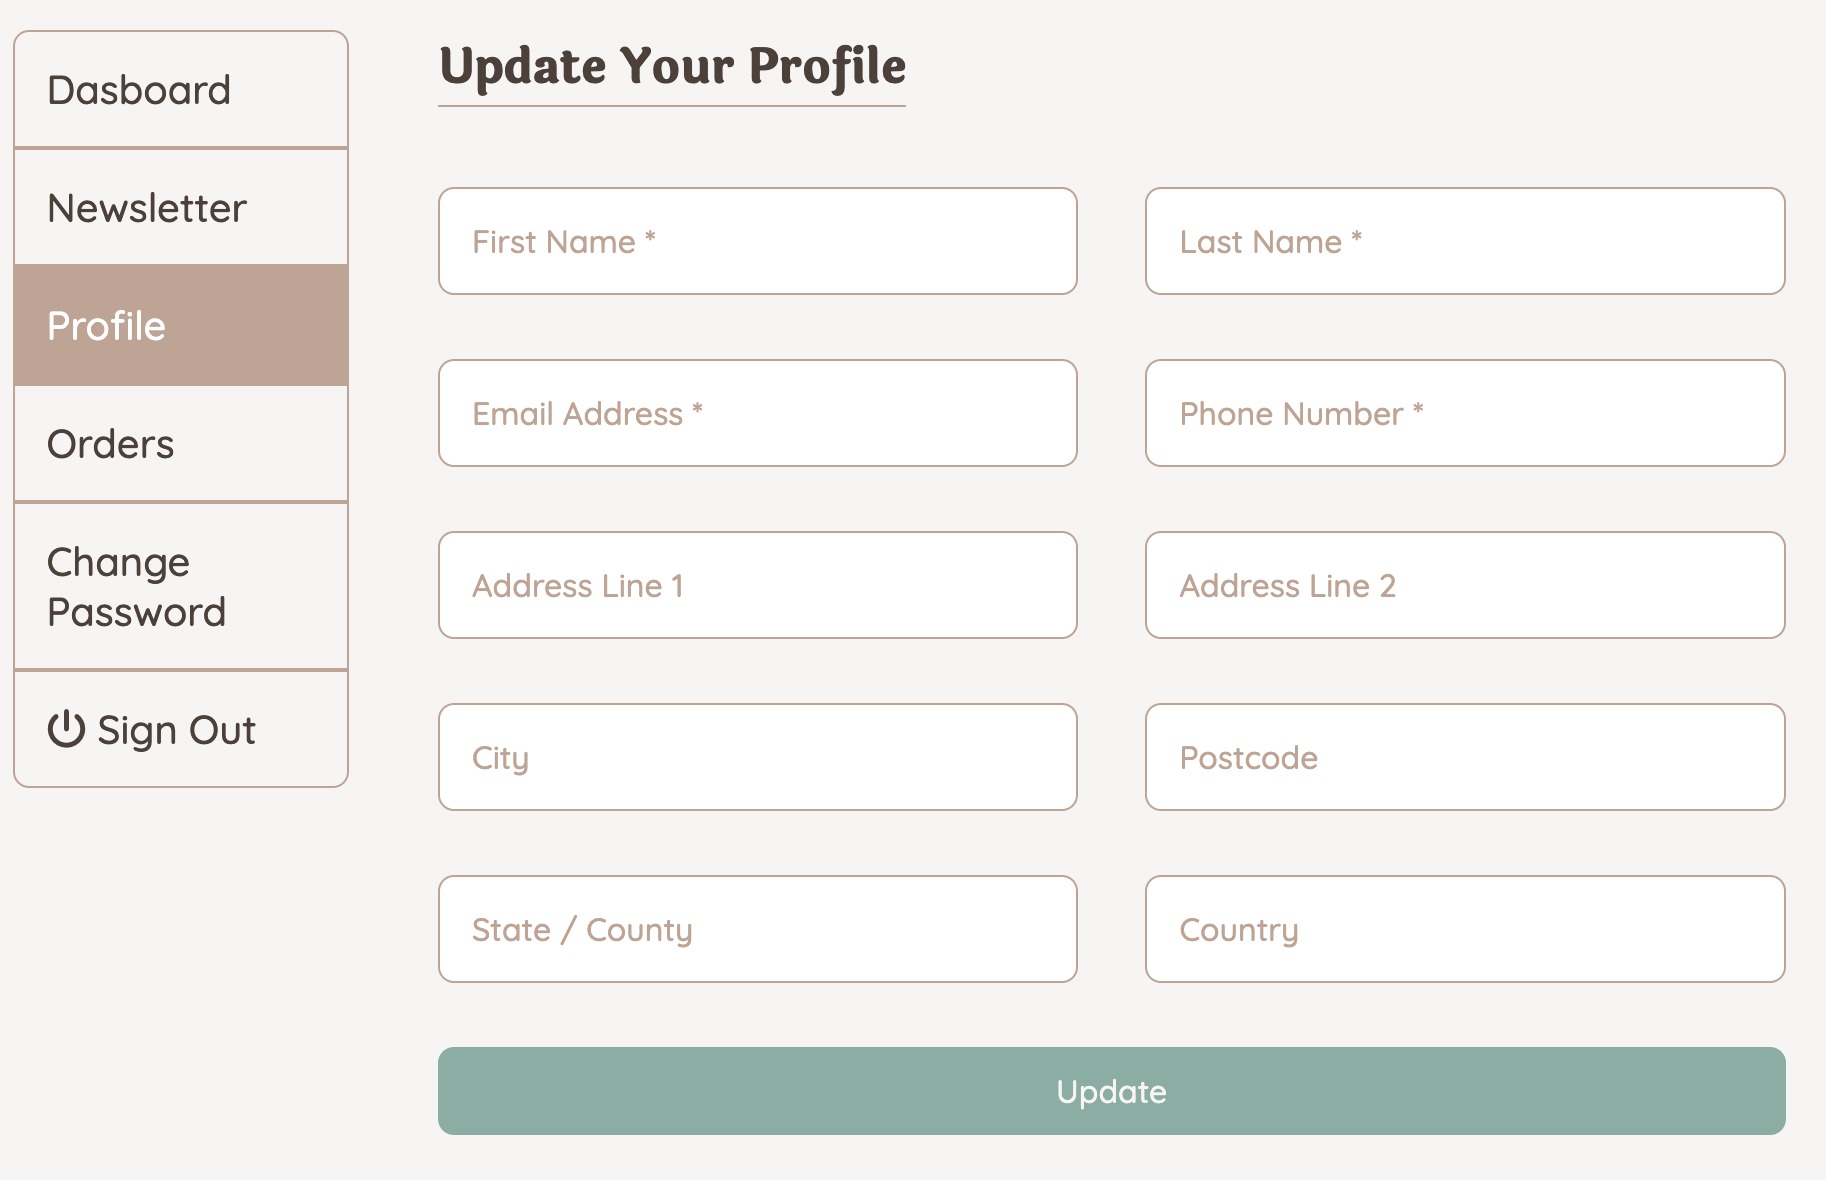 Dasboard
Newsletter
Profile
Orders
Change
Password
Sign Out
Update Your Profile
First Name *
Last Name *
Email Address *
Phone Number *
Address Line 1
Address Line 2
City
Postcode
State / County
Country
Update